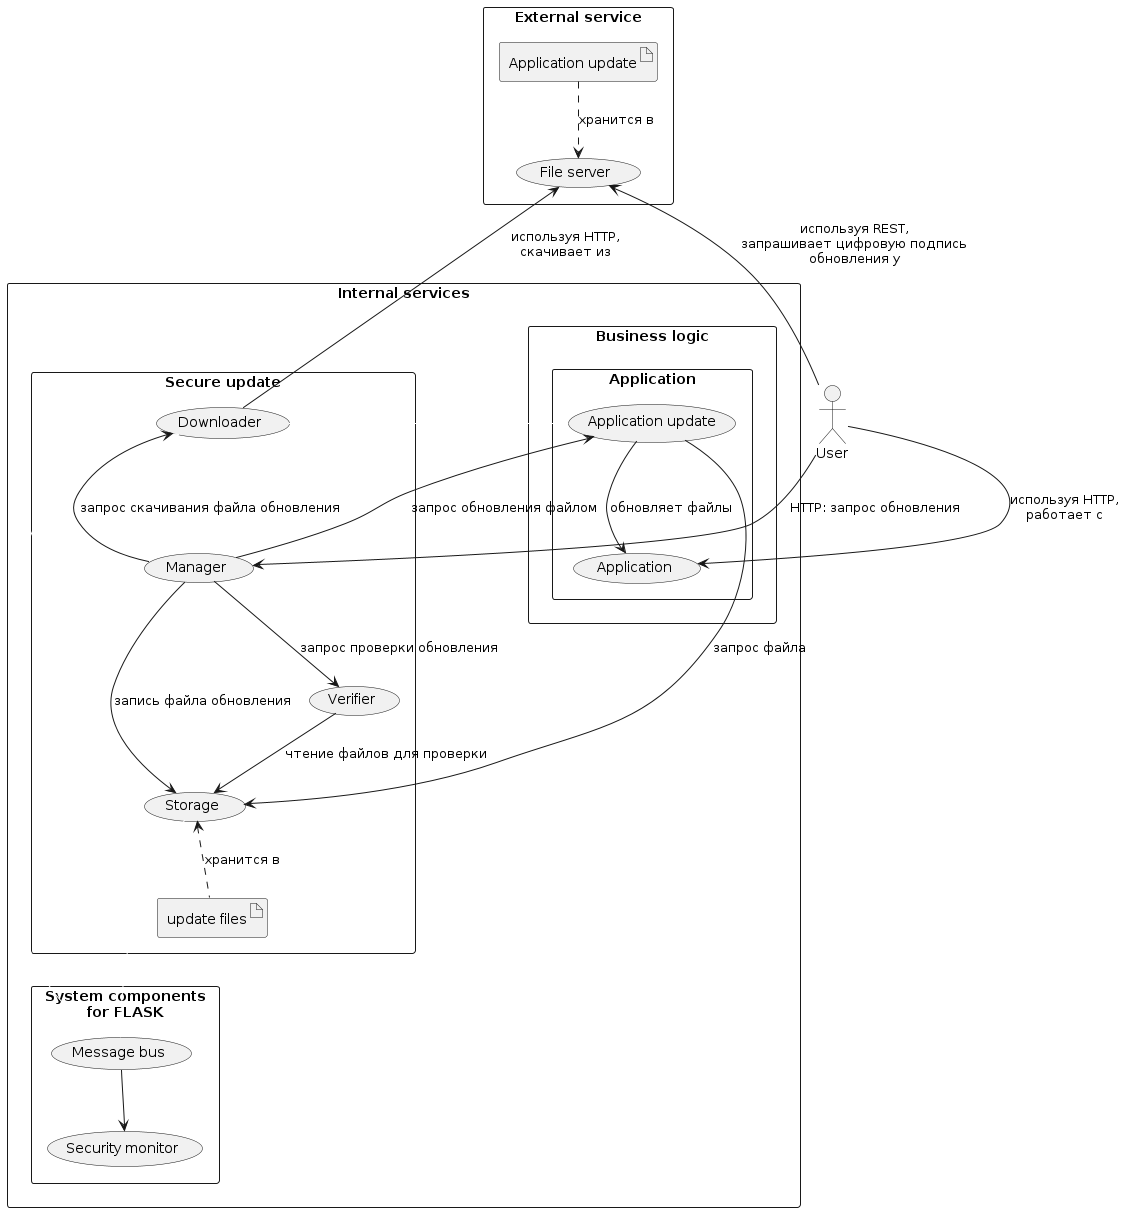 External service
Application update
хранится в
File server
используя REST,
запрашивает цифровую подпись
обновления у
используя HTTP,
скачивает из
Internal services
Business logic
Secure update
Application
Downloader
Application update
User
запрос скачивания файла обновления
запрос обновления файлом
обновляет файлы
HTTP: запрос обновления
используя HTTP,
работает с
Manager
Application
запрос проверки обновления
запрос файла
запись файла обновления
Verifier
чтение файлов для проверки
Storage
хранится в
update files
System components
for FLASK
Message bus
Security monitor